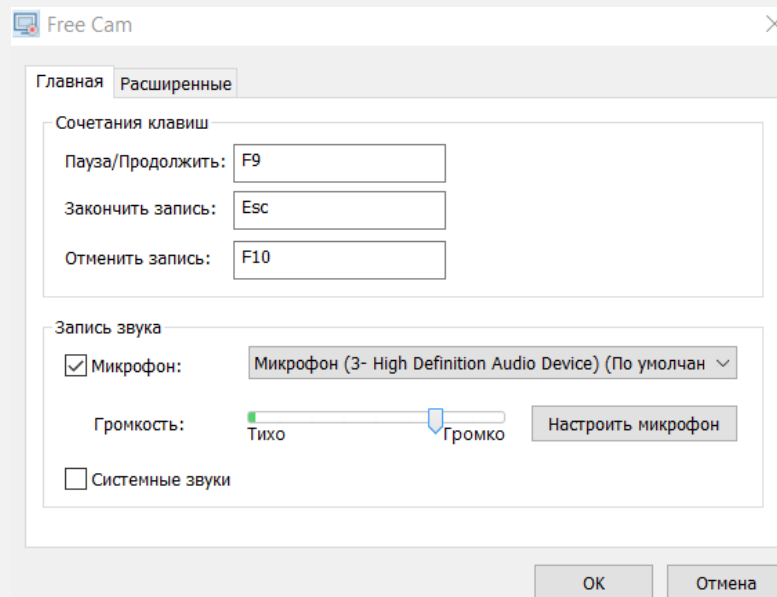 Free Cam
Главная Расширенные
Сочетания клавиш
Пауза/Продолжить: F9
Закончить запись: Esc
Отменить запись: F10
Запись звука
Микрофон: Микрофон (3- High Definition Audio Device) (По умолчан
Громкость: Тихо Громко Настроить микрофон
Системные звуки
ОК Отмена